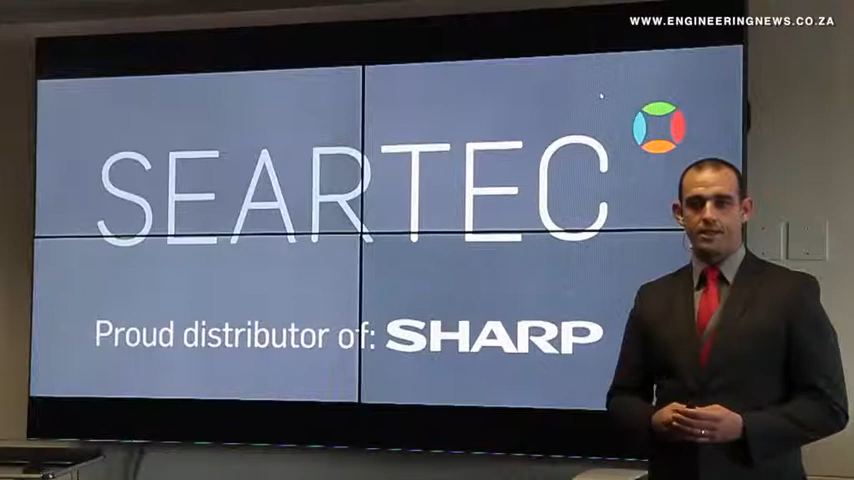 WWW.ENGINEERINGNEWS.CO.ZA
SEARTEC
Proud distributor of: SHARP